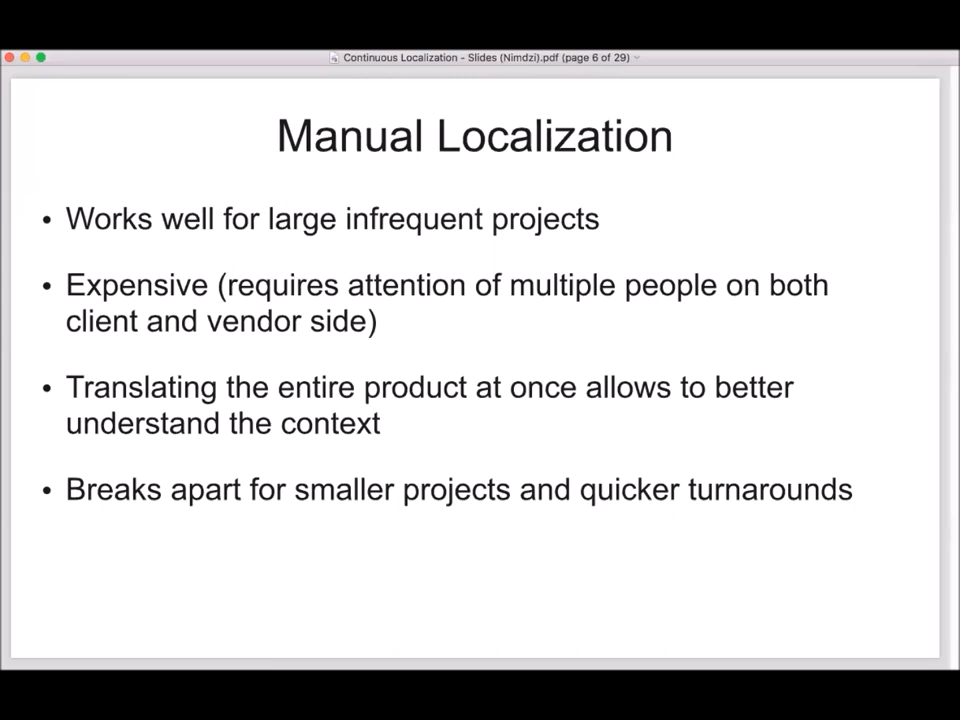 Continuous Localization - Slides (Nimdzi).pdf (page 6 of 29)
Manual Localization
• Works well for large infrequent projects
• Expensive (requires attention of multiple people on both
client and vendor side)
• Translating the entire product at once allows to better
understand the context
• Breaks apart for smaller projects and quicker turnarounds